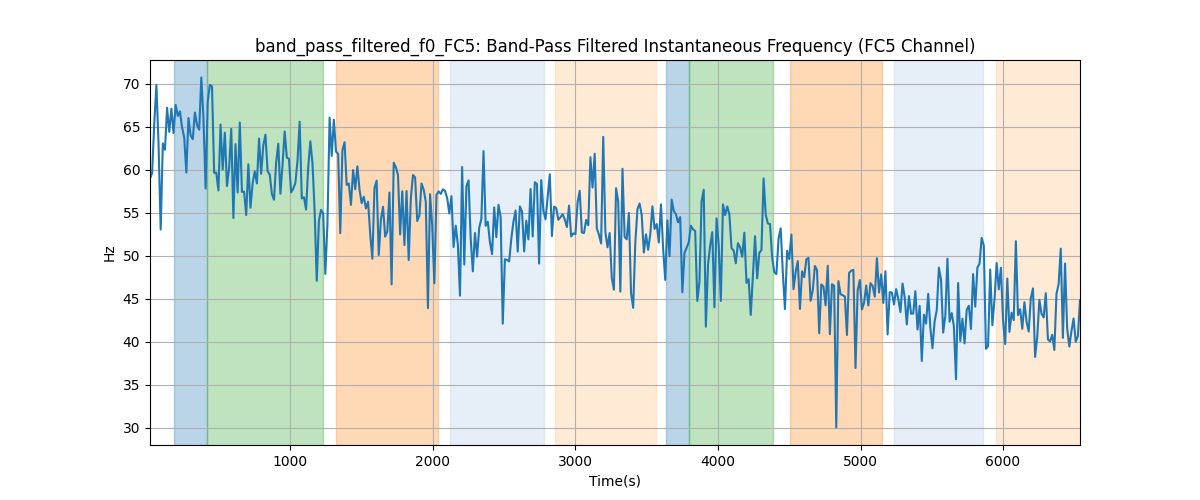 band_pass_filtered_f0_FC5: Band-Pass Filtered Instantaneous Frequency (FC5 Channel)
70
65
60
55
50
45
40
35
30
Hz
1000 2000 3000 4000 5000 6000
Time(s)